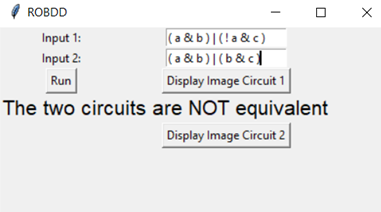 ROBDD
Input 1: ( a & b ) | ( ! a & c )
Input 2: ( a & b ) | ( b & c )
Run Display Image Circuit 1
The two circuits are NOT equivalent
Display Image Circuit 2